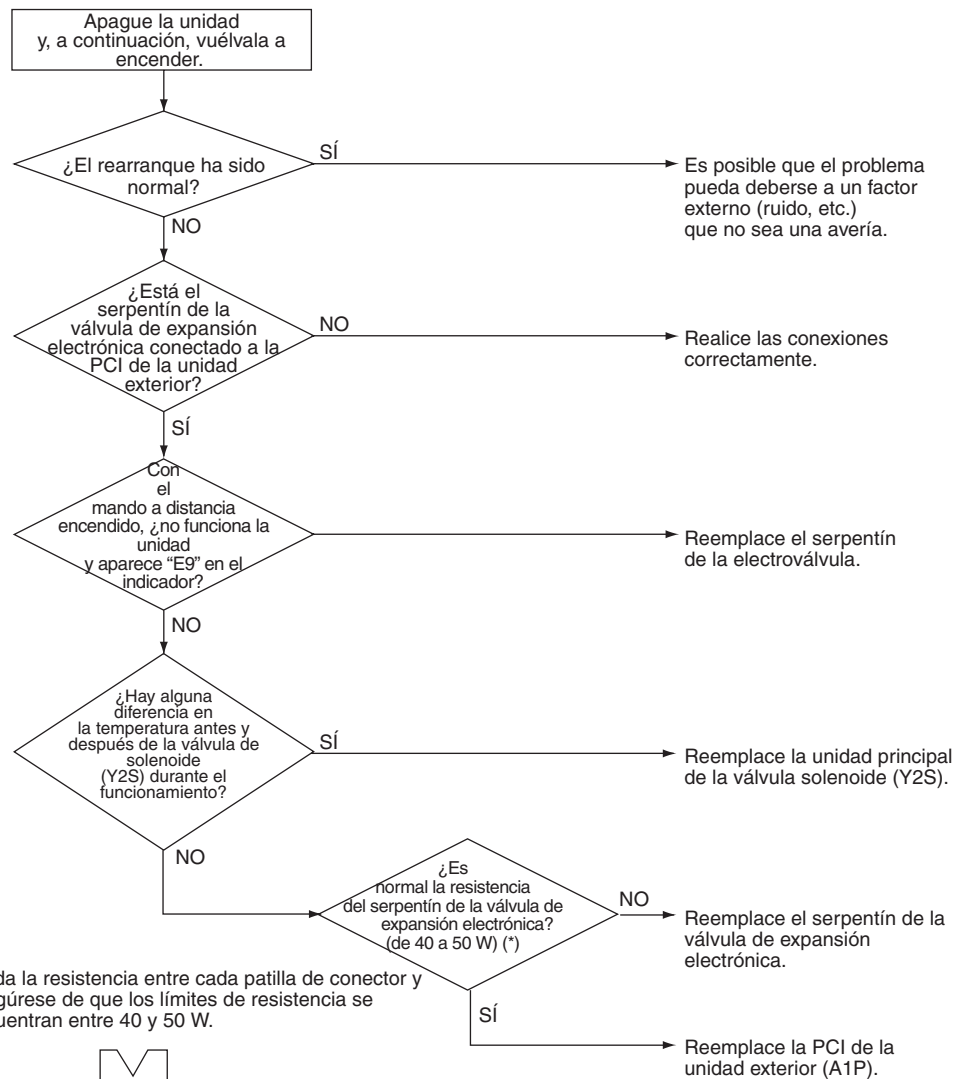 Apague la unidad
y, a continuación, vuélvala a
encender.
¿El rearranque ha sido
normal?
SÍ
Es posible que el problema
pueda deberse a un factor
externo (ruido, etc.)
que no sea una avería.
NO
¿Está el
serpentín de la
válvula de expansión
electrónica conectado a la
PCI de la unidad
exterior?
NO
Realice las conexiones
correctamente.
SÍ
Con
el
mando a distancia
encendido, ¿no funciona la
unidad
y aparece “E9” en el
indicador?
Reemplace el serpentín
de la electroválvula.
NO
¿Hay alguna
diferencia en
la temperatura antes y
después de la válvula de
solenoide
(Y2S) durante el
funcionamiento?
SÍ
Reemplace la unidad principal
de la válvula solenoide (Y2S).
NO
¿Es
normal la resistencia
del serpentín de la válvula de
expansión electrónica?
(de 40 a 50 W) (*)
NO
Reemplace el serpentín de la
válvula de expansión
electrónica.
SÍ
Reemplace la PCI de la
unidad exterior (A1P).
da la resistencia entre cada patilla de conector y
gúrese de que los límites de resistencia se
uentran entre 40 y 50 W.